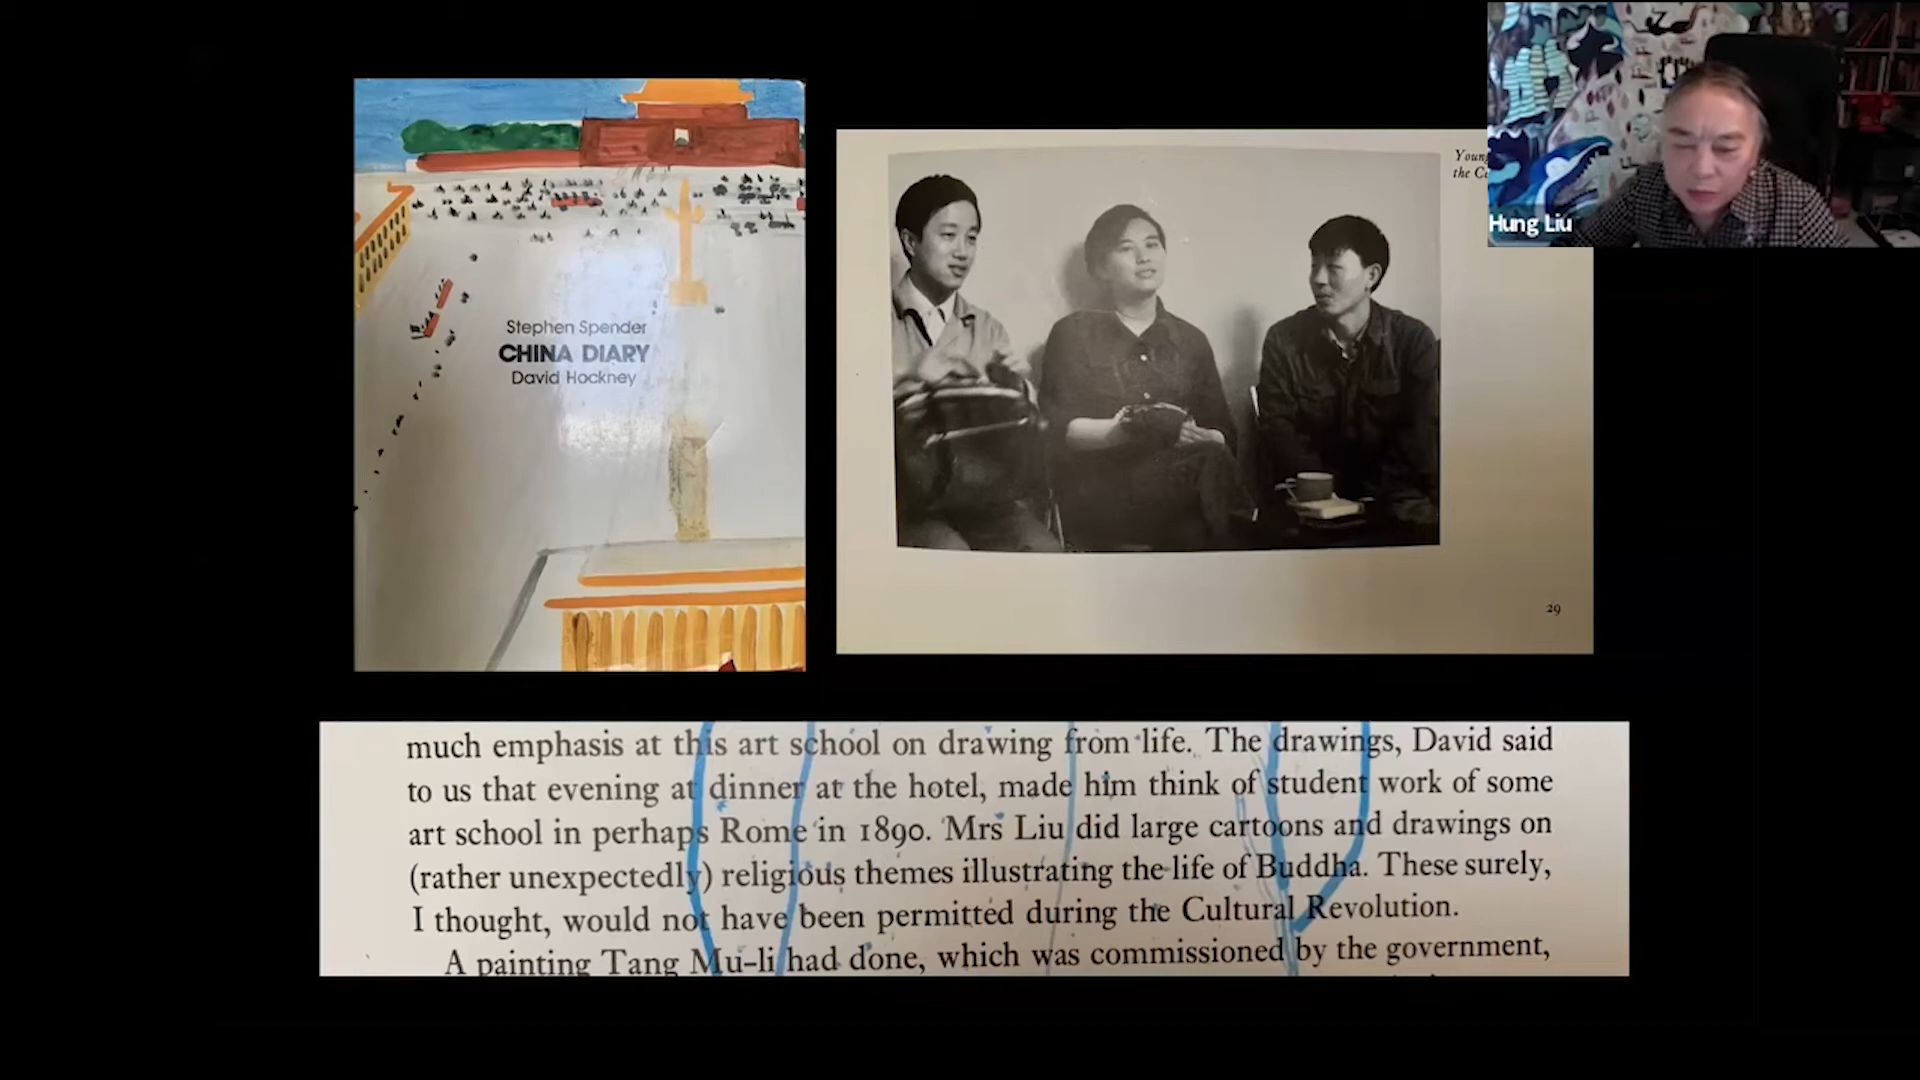 Stephen Spender
CHINA DIARY
David Hockney
Hung Liu
29
much emphasis at this art school on drawing from life. The drawings, David said
to us that evening at dinner at the hotel, made him think of student work of some
art school in perhaps Rome in 1890. Mrs Liu did large cartoons and drawings on
(rather unexpectedly) religious themes illustrating the life of Buddha. These surely,
I thought, would not have been permitted during the Cultural Revolution.
A painting Tang Mu-li had done, which was commissioned by the government,